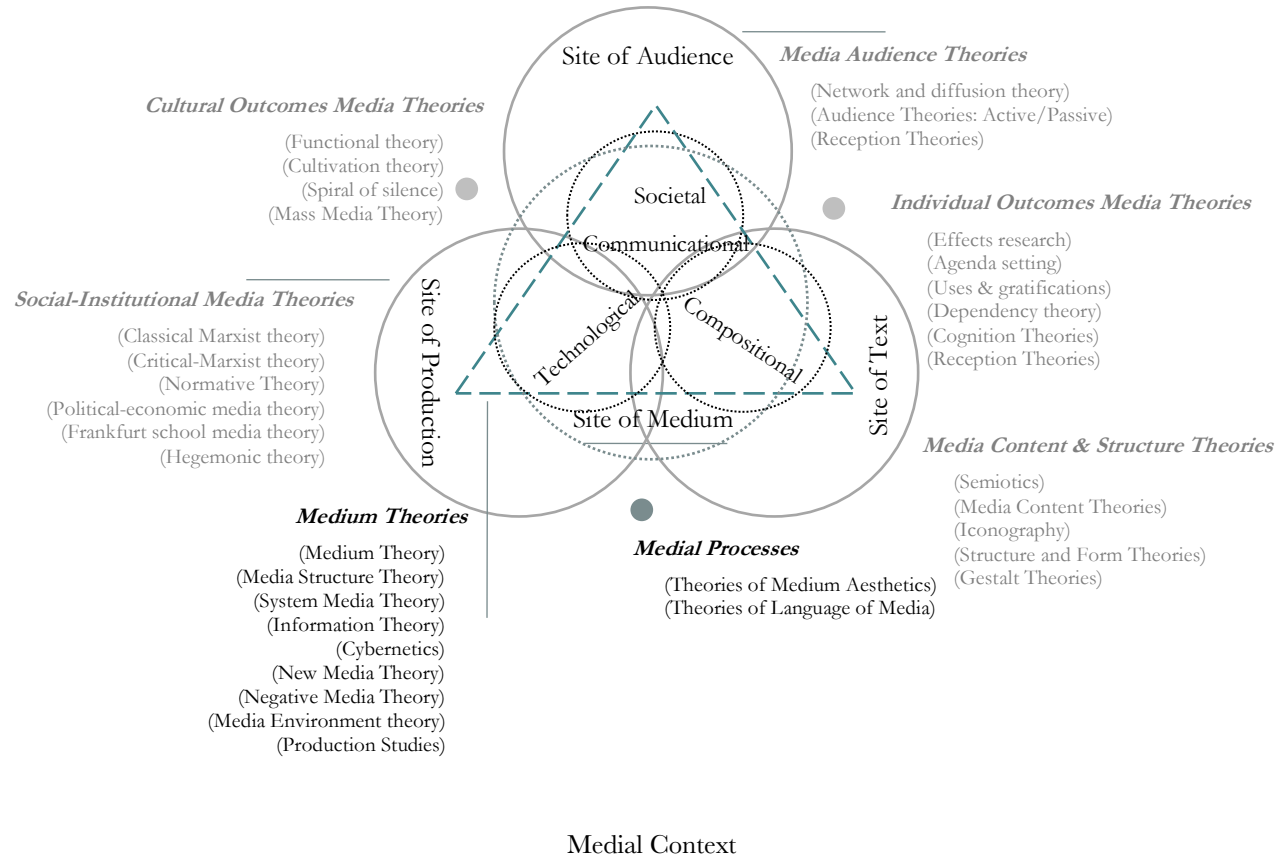 Site of Audience
Media Audience Theories
(Network and diffusion theory)
(Audience Theories: Active/Passive)
(Reception Theories)
Cultural Outcomes Media Theories
(Functional theory)
(Cultivation theory)
(Spiral of silence)
(Mass Media Theory)
Societal
Communicational
Technological
Compositional
Individual Outcomes Media Theories
(Effects research)
(Agenda setting)
(Uses & gratifications)
(Dependency theory)
(Cognition Theories)
(Reception Theories)
Social-Institutional Media Theories
(Classical Marxist theory)
(Critical-Marxist theory)
(Normative Theory)
(Political-economic media theory)
(Frankfurt school media theory)
(Hegemonic theory)
Site of Production
Site of Text
Site of Medium
Media Content & Structure Theories
(Semiotics)
(Media Content Theories)
(Iconography)
(Structure and Form Theories)
(Gestalt Theories)
Medium Theories
(Medium Theory)
(Media Structure Theory)
(System Media Theory)
(Information Theory)
(Cybernetics)
(New Media Theory)
(Negative Media Theory)
(Media Environment theory)
(Production Studies)
Medial Processes
(Theories of Medium Aesthetics)
(Theories of Language of Media)
Medial Context